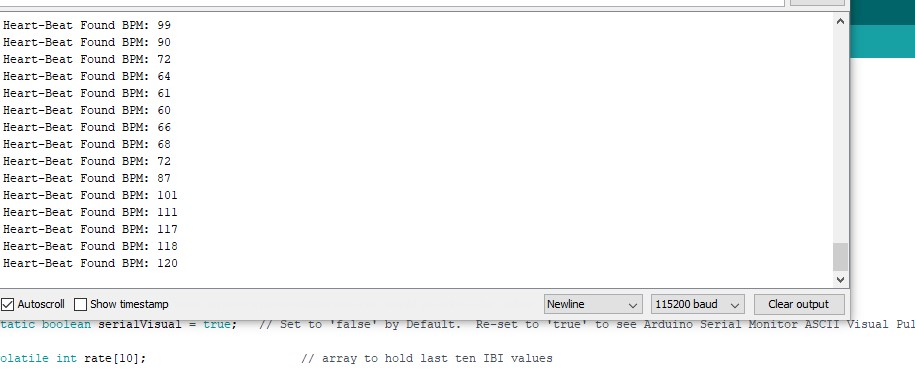 Heart-Beat Found BPM: 99
Heart-Beat Found BPM: 90
Heart-Beat Found BPM: 72
Heart-Beat Found BPM: 64
Heart-Beat Found BPM: 61
Heart-Beat Found BPM: 60
Heart-Beat Found BPM: 66
Heart-Beat Found BPM: 68
Heart-Beat Found BPM: 72
Heart-Beat Found BPM: 87
Heart-Beat Found BPM: 101
Heart-Beat Found BPM: 111
Heart-Beat Found BPM: 117
Heart-Beat Found BPM: 118
Heart-Beat Found BPM: 120
Autoscroll Show timestamp Newline 115200 baud Clear output
tatic boolean serialVisual = true; // Set to 'false' by Default. Re-set to 'true' to see Arduino Serial Monitor ASCII Visual Pul
olatile int rate[10]; // array to hold last ten IBI values